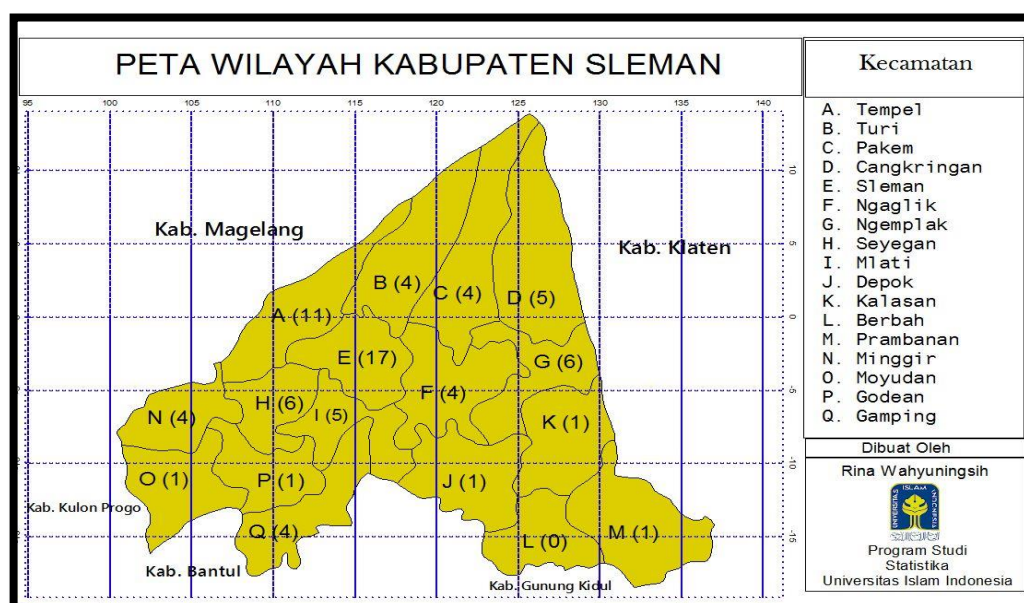 PETA WILAYAH KABUPATEN SLEMAN
95 100 105 110 115 120 125 130 135 140
10
5
0
-5
-10
-15
Kab. Magelang
Kab. Klaten
B (4)
C (4)
D (5)
A (11)
E (17)
G (6)
F (4)
H (6)
I (5)
N (4)
K (1)
O (1)
P (1)
J (1)
Q (4)
L (0)
M (1)
Kab. Kulon Progo
Kab. Bantul
Kab. Gunung Kidul
Kecamatan
A. Tempel
B. Turi
C. Pakem
D. Cangkringan
E. Sleman
F. Ngaglik
G. Ngemplak
H. Seyegan
I. Mlati
J. Depok
K. Kalasan
L. Berbah
M. Prambanan
N. Minggir
O. Moyudan
P. Godean
Q. Gamping
Dibuat Oleh
Rina Wahyuningsih
UNIVERSITAS ISLAM INDONESIA
Program Studi
Statistika
Universitas Islam Indonesia